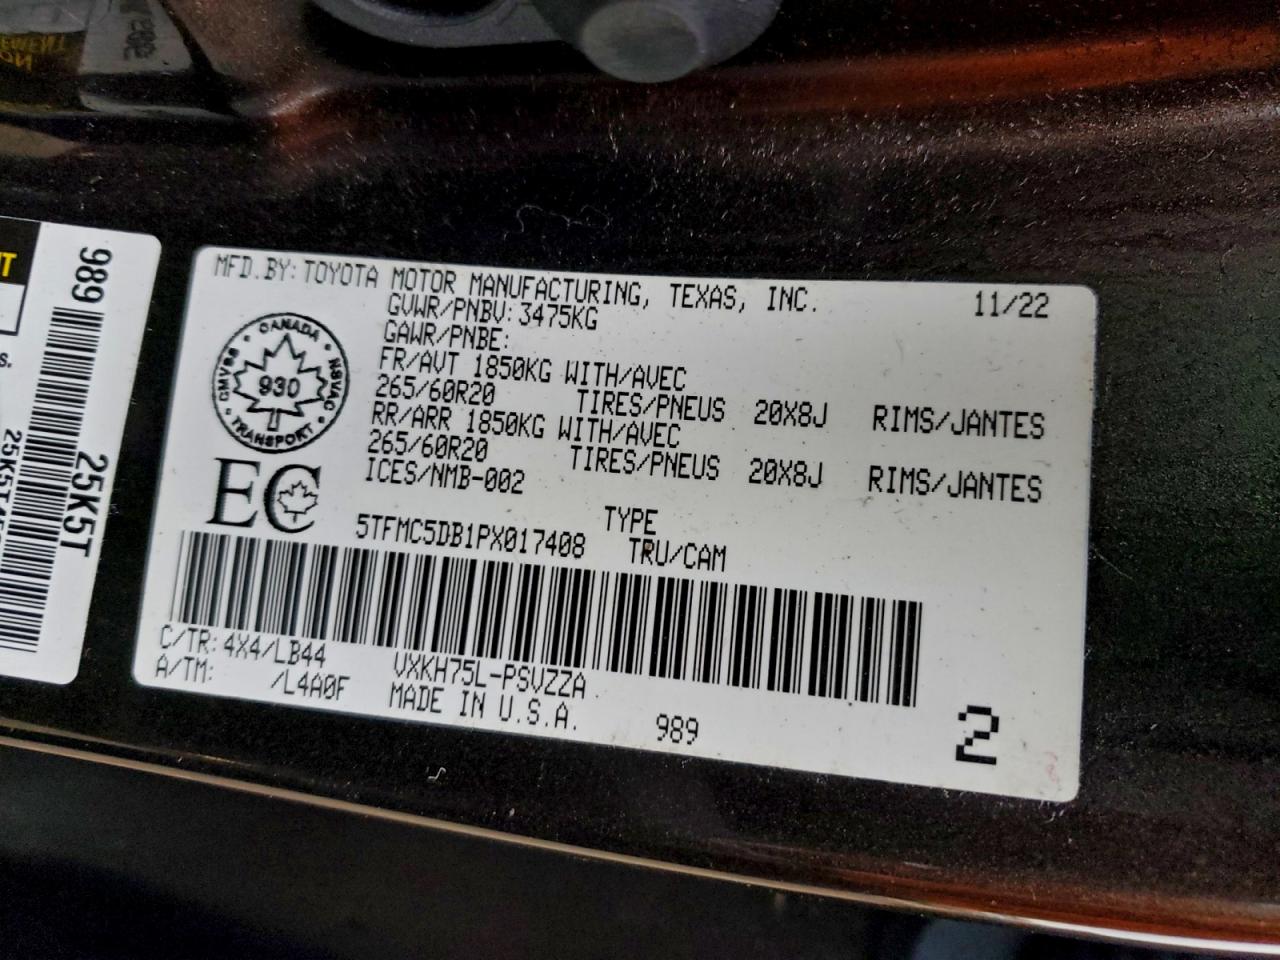 MFD.BY: TOYOTA MOTOR MANUFACTURING, TEXAS, INC. 11/22
GVWR/PNBV: 3475KG
GAWR/PNBE:
FR/AVT 1850KG WITH/AVEC
265/60R20 TIRES/PNEUS 20X8J RIMS/JANTES
RR/ARR 1850KG WITH/AVEC
265/60R20 TIRES/PNEUS 20X8J RIMS/JANTES
ICES/NMB-002
CANADA
CMVSS
NSVAC
930
TRANSPORT
EC
TYPE
5TFMC5DB1PX017408 TRU/CAM
C/TR: 4X4/LB44 VXKH75L-PSVZZA
A/TM: /L4A0F MADE IN U.S.A. 989
2
989
25K5T